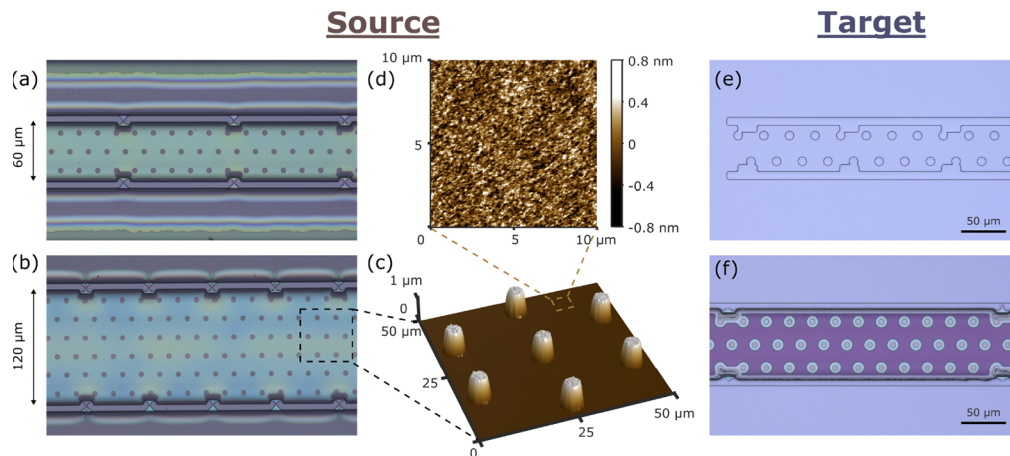 Source
Target
(a)
60 µm
(b)
120 µm
(d)
10 µm
5
0
5
10 µm
0.8 nm
0.4
0
-0.4
-0.8 nm
(c)
1 µm
0
50 µm
25
0
25
50 µm
(e)
50 µm
(f)
50 µm